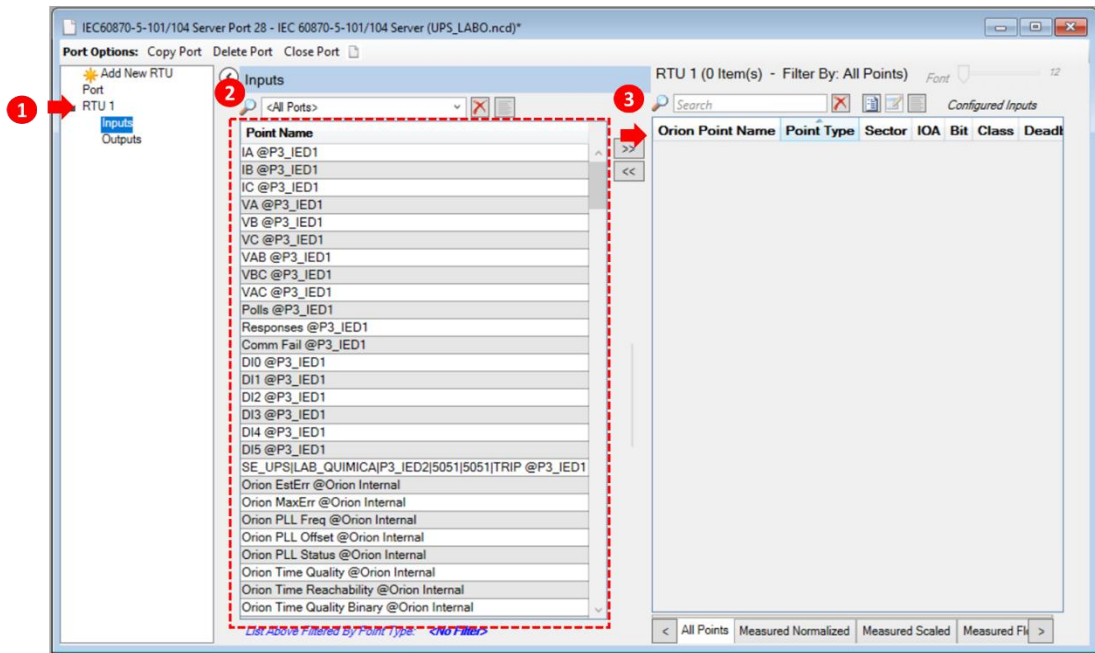 IEC60870-5-101/104 Server Port 28 - IEC 60870-5-101/104 Server (UPS_LABO.ncd)*
Port Options: Copy Port Delete Port Close Port
Add New RTU
Port
RTU 1
Inputs
Outputs
1
2
3
Inputs
<All Ports>
Point Name
IA @P3_IED1
IB @P3_IED1
IC @P3_IED1
VA @P3_IED1
VB @P3_IED1
VC @P3_IED1
VAB @P3_IED1
VBC @P3_IED1
VAC @P3_IED1
Polls @P3_IED1
Responses @P3_IED1
Comm Fail @P3_IED1
DI0 @P3_IED1
DI1 @P3_IED1
DI2 @P3_IED1
DI3 @P3_IED1
DI4 @P3_IED1
DI5 @P3_IED1
SE_UPS|LAB_QUIMICA|P3_IED2|5051|5051|TRIP @P3_IED1
Orion EstErr @Orion Internal
Orion MaxErr @Orion Internal
Orion PLL Freq @Orion Internal
Orion PLL Offset @Orion Internal
Orion PLL Status @Orion Internal
Orion Time Quality @Orion Internal
Orion Time Reachability @Orion Internal
Orion Time Quality Binary @Orion Internal
List Above Filtered By Point Type: <No Filter>
>>
<<
RTU 1 (0 Item(s) - Filter By: All Points) Font 12
Search Configured Inputs
Orion Point Name Point Type Sector IOA Bit Class Deadb
< All Points Measured Normalized Measured Scaled Measured Flo >